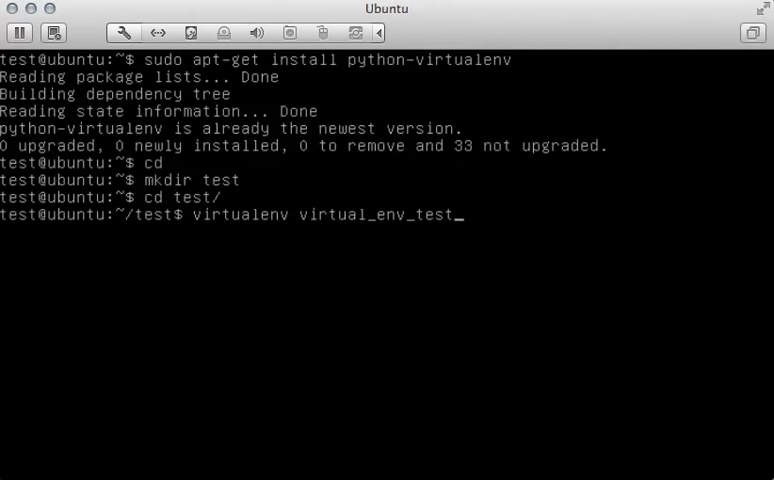 Ubuntu
test@ubuntu:~$ sudo apt-get install python-virtualenv
Reading package lists... Done
Building dependency tree
Reading state information... Done
python-virtualenv is already the newest version.
0 upgraded, 0 newly installed, 0 to remove and 33 not upgraded.
test@ubuntu:~$ cd
test@ubuntu:~$ mkdir test
test@ubuntu:~$ cd test/
test@ubuntu:~/test$ virtualenv virtual_env_test_